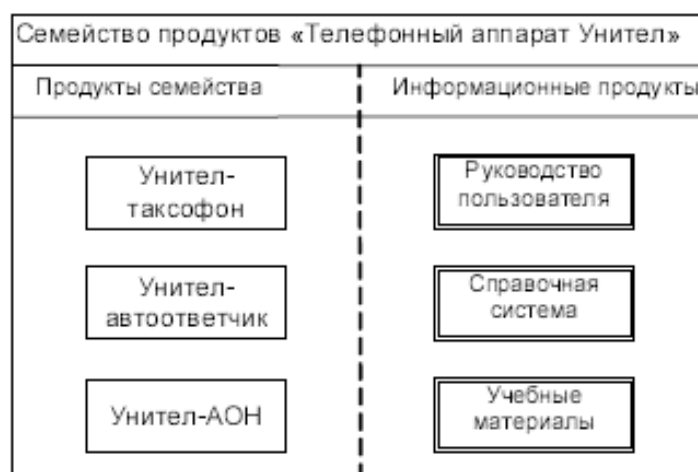 Семейство продуктов «Телефонный аппарат Унител»
Продукты семейства
Информационные продукты
Унител-
таксофон
Руководство
пользователя
Унител-
автоответчик
Справочная
система
Унител-АОН
Учебные
материалы